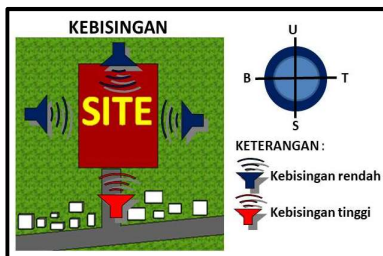 KEBISINGAN
SITE
U
B
T
S
KETERANGAN :
Kebisingan rendah
Kebisingan tinggi